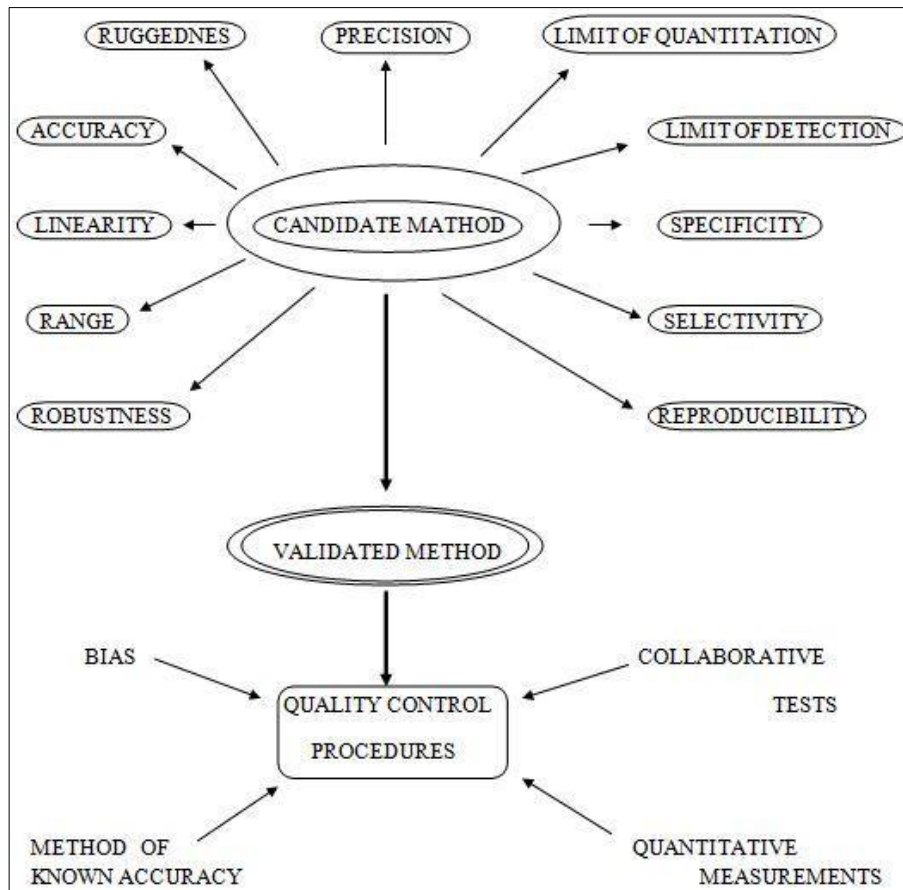 RUGGEDNES
PRECISION
LIMIT OF QUANTITATION
ACCURACY
LIMIT OF DETECTION
LINEARITY
CANDIDATE MATHOD
SPECIFICITY
RANGE
SELECTIVITY
ROBUSTNESS
REPRODUCIBILITY
VALIDATED METHOD
BIAS
COLLABORATIVE
TESTS
QUALITY CONTROL
PROCEDURES
METHOD OF
KNOWN ACCURACY
QUANTITATIVE
MEASUREMENTS